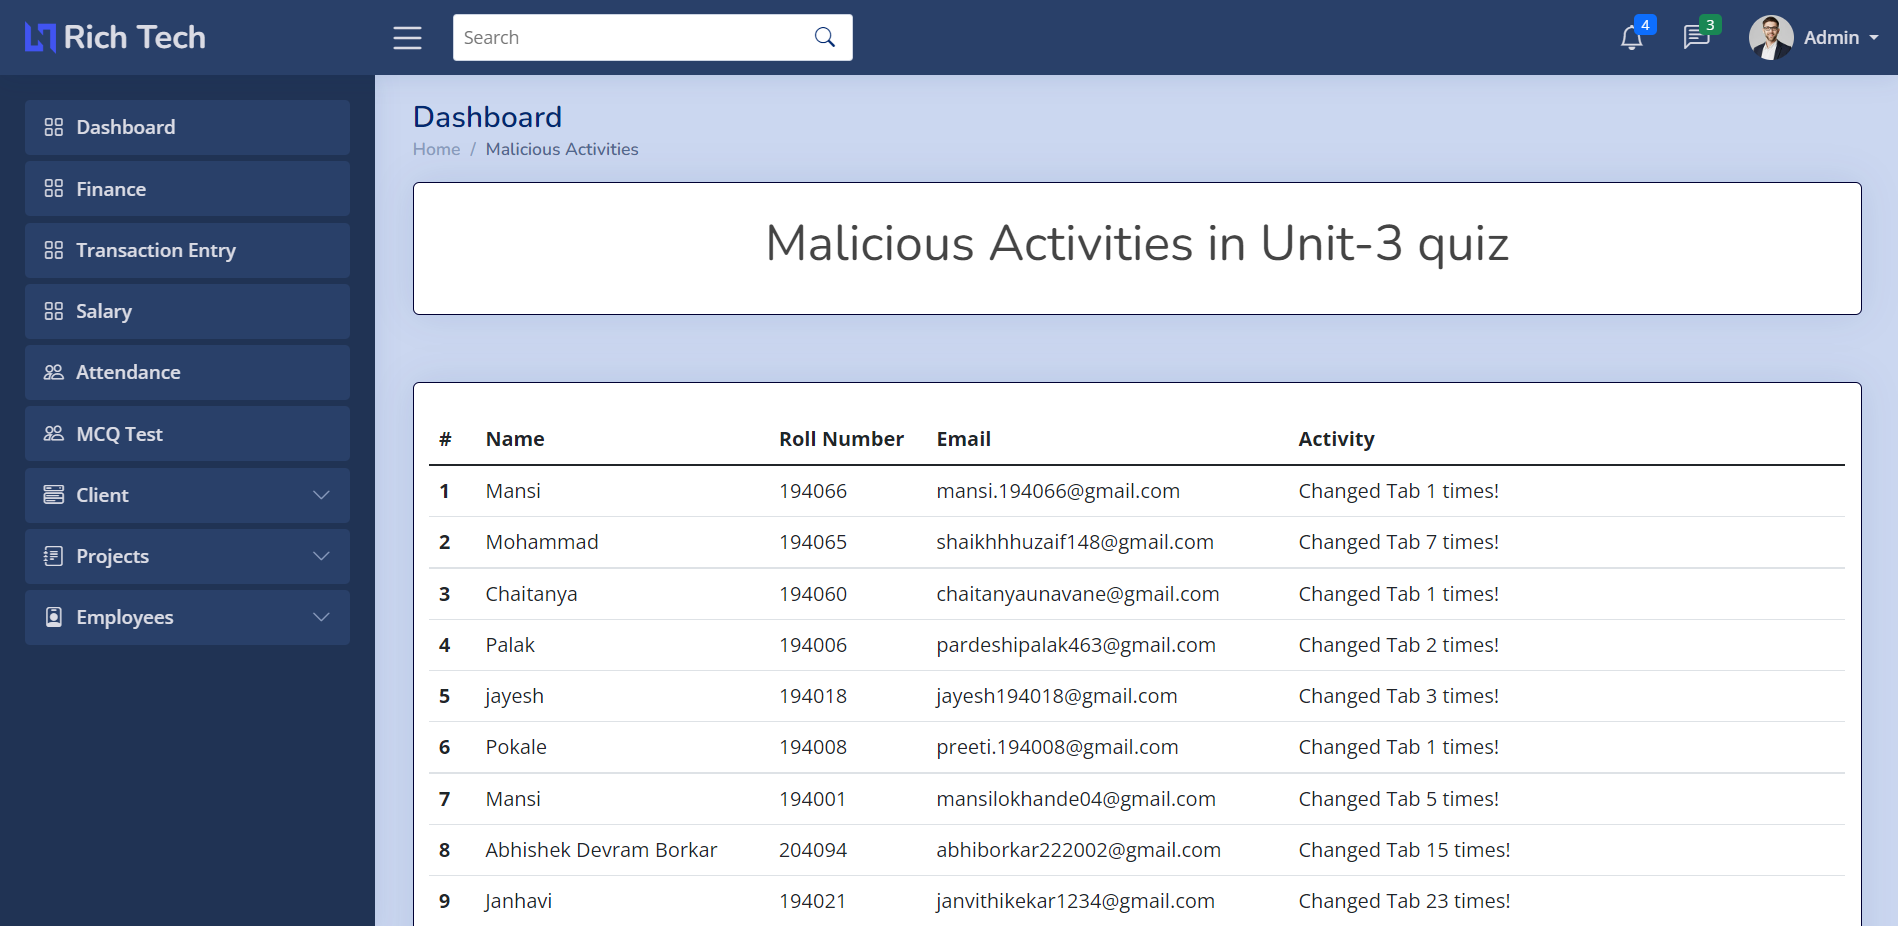 Rich Tech
Search
4
3
Admin
Dashboard
Finance
Transaction Entry
Salary
Attendance
MCQ Test
Client
Projects
Employees
Dashboard
Home / Malicious Activities
Malicious Activities in Unit-3 quiz
# Name Roll Number Email Activity
1 Mansi 194066 mansi.194066@gmail.com Changed Tab 1 times!
2 Mohammad 194065 shaikhhhuzaif148@gmail.com Changed Tab 7 times!
3 Chaitanya 194060 chaitanyaunavane@gmail.com Changed Tab 1 times!
4 Palak 194006 pardeshipalak463@gmail.com Changed Tab 2 times!
5 jayesh 194018 jayesh194018@gmail.com Changed Tab 3 times!
6 Pokale 194008 preeti.194008@gmail.com Changed Tab 1 times!
7 Mansi 194001 mansilokhande04@gmail.com Changed Tab 5 times!
8 Abhishek Devram Borkar 204094 abhiborkar222002@gmail.com Changed Tab 15 times!
9 Janhavi 194021 janvithikekar1234@gmail.com Changed Tab 23 times!